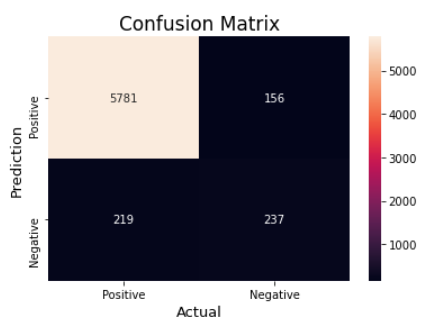 Confusion Matrix
Prediction
Positive
Negative
5781 156
219 237
Positive Negative
Actual
5000
4000
3000
2000
1000